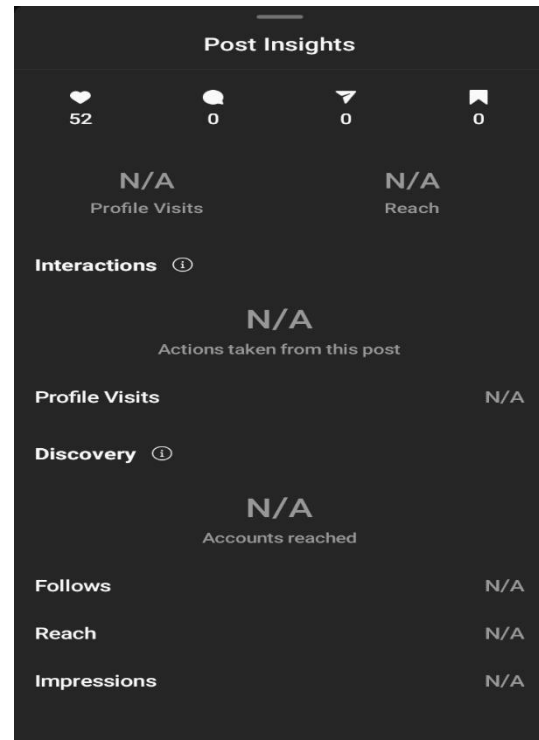 Post Insights
52 0 0 0
N/A N/A
Profile Visits Reach
Interactions
N/A
Actions taken from this post
Profile Visits N/A
Discovery
N/A
Accounts reached
Follows N/A
Reach N/A
Impressions N/A